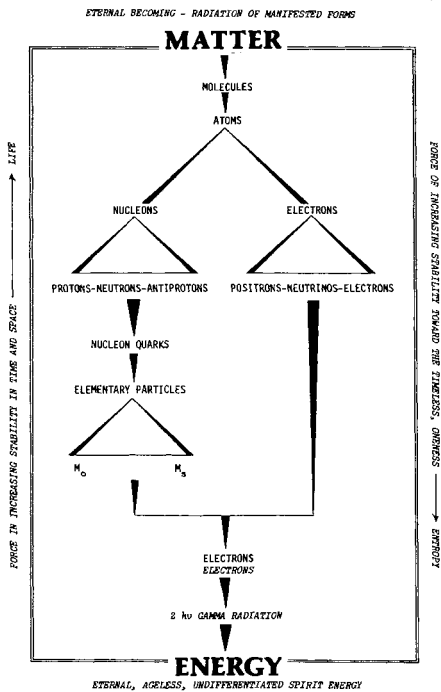 ETERNAL BECOMING - RADIATION OF MANIFESTED FORMS
MATTER
MOLECULES
ATOMS
NUCLEONS ELECTRONS
PROTONS-NEUTRONS-ANTIPROTONS POSITRONS-NEUTRINOS-ELECTRONS
NUCLEON QUARKS
ELEMENTARY PARTICLES
M₀ M₅
ELECTRONS
ELECTRONS
2 hν GAMMA RADIATION
ENERGY
ETERNAL, AGELESS, UNDIFFERENTIATED SPIRIT ENERGY
FORCE IN INCREASING STABILITY IN TIME AND SPACE LIFE
FORCE OF INCREASING STABILITY TOWARD THE TIMELESS, ONENESS ENTROPY